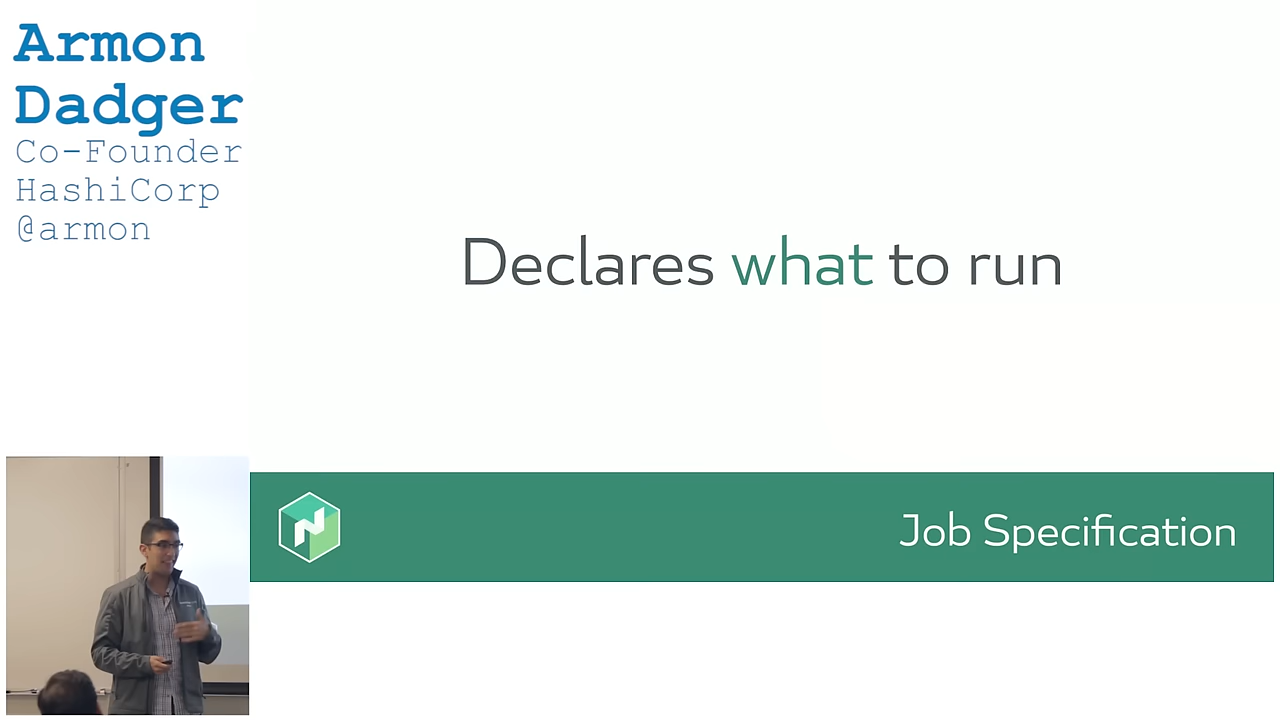 Armon
Dadger
Co-Founder
HashiCorp
@armon
Declares what to run
Job Specification